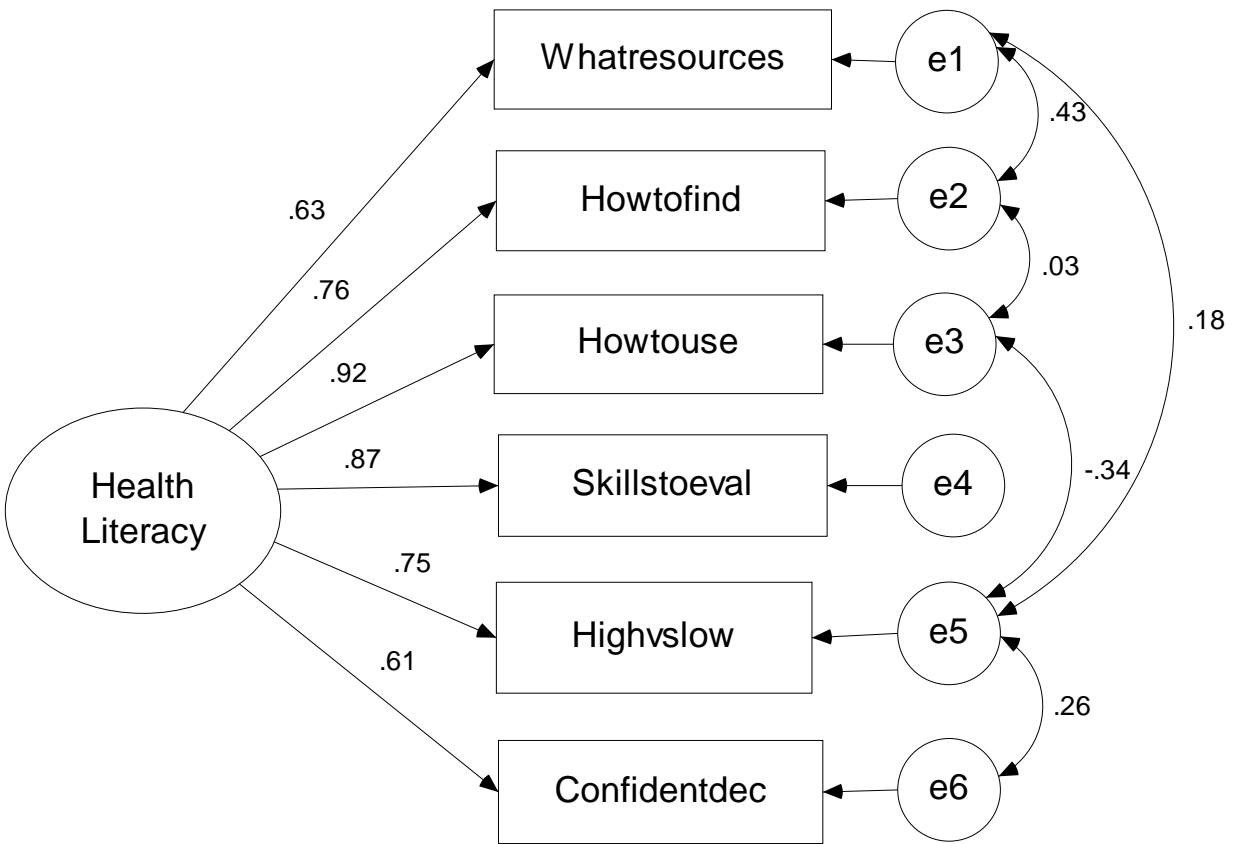 Whatresources
e1
.43
Howtofind
e2
.63
.76
.03
Howtouse
e3
.18
.92
.87
Skillstoeval
e4
-.34
Health
Literacy
.75
Highvslow
e5
.61
.26
Confidentdec
e6